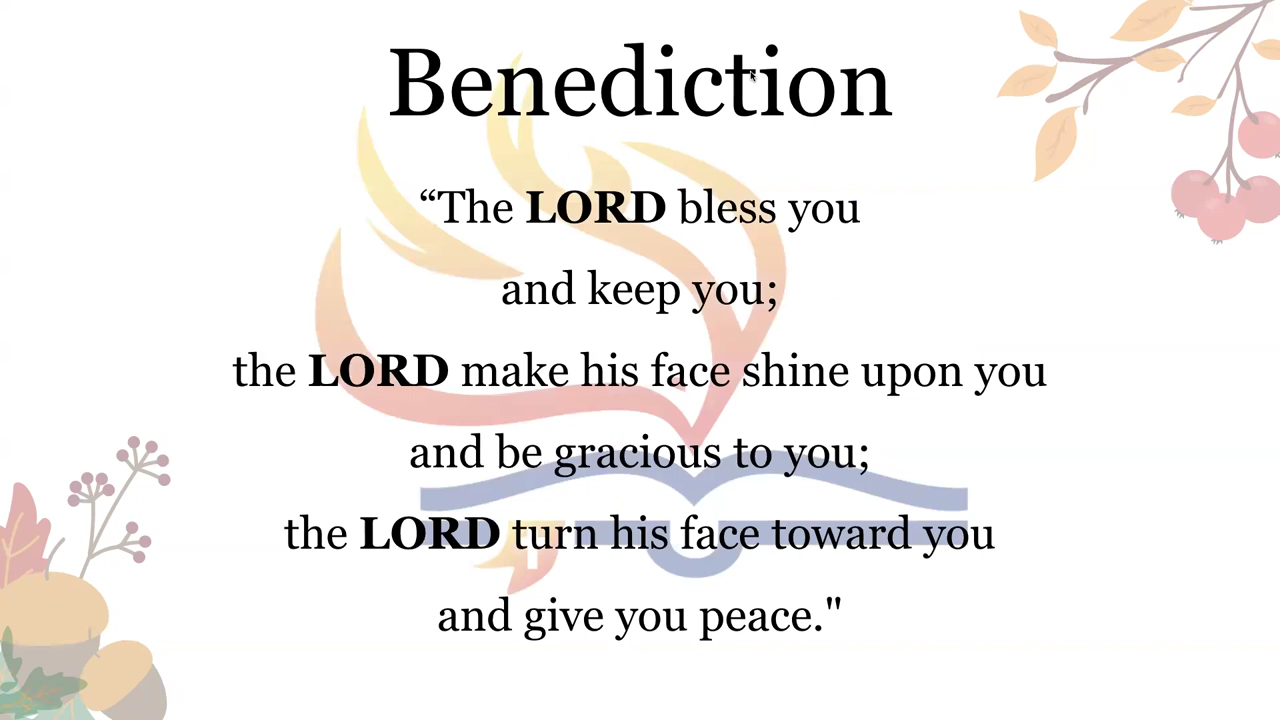 Benediction
“The LORD bless you
and keep you;
the LORD make his face shine upon you
and be gracious to you;
the LORD turn his face toward you
and give you peace."